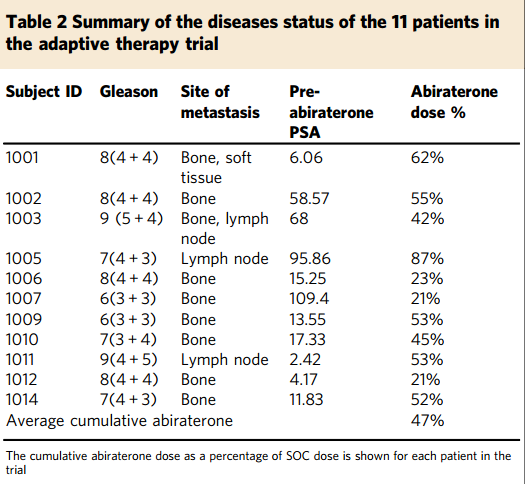 Table 2 Summary of the diseases status of the 11 patients in
the adaptive therapy trial
Subject ID Gleason Site of metastasis Pre-abiraterone PSA Abiraterone dose %
1001 8(4 + 4) Bone, soft tissue 6.06 62%
1002 8(4 + 4) Bone 58.57 55%
1003 9 (5 + 4) Bone, lymph node 68 42%
1005 7(4 + 3) Lymph node 95.86 87%
1006 8(4 + 4) Bone 15.25 23%
1007 6(3 + 3) Bone 109.4 21%
1009 6(3 + 3) Bone 13.55 53%
1010 7(3 + 4) Bone 17.33 45%
1011 9(4 + 5) Lymph node 2.42 53%
1012 8(4 + 4) Bone 4.17 21%
1014 7(4 + 3) Bone 11.83 52%
Average cumulative abiraterone 47%
The cumulative abiraterone dose as a percentage of SOC dose is shown for each patient in the
trial